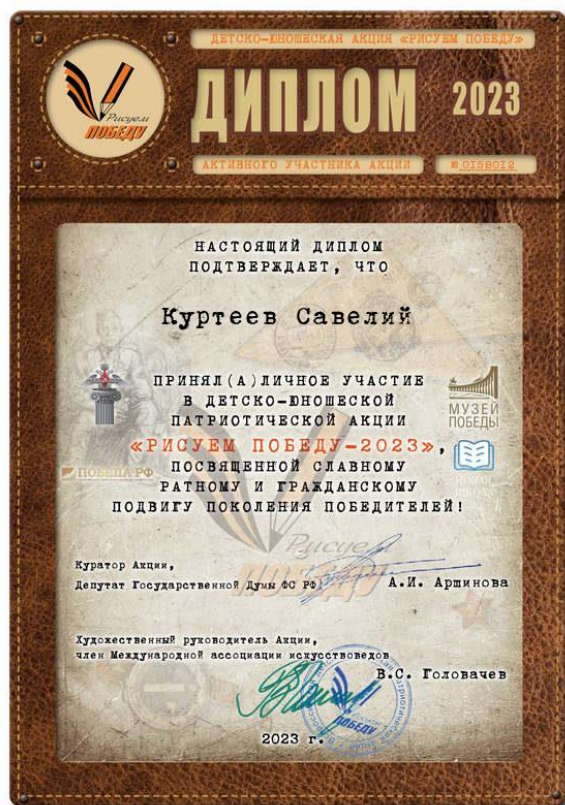 ДЕТСКО-ЮНОШЕСКАЯ АКЦИЯ «РИСУЕМ ПОБЕДУ»
Рисуем
ПОБЕДУ
ДИПЛОМ 2023
АКТИВНОГО УЧАСТНИКА АКЦИИ
№ 0158012
НАСТОЯЩИЙ ДИПЛОМ
ПОДТВЕРЖДАЕТ, ЧТО
Куртеев Савелий
ПРИНЯЛ(А)ЛИЧНОЕ УЧАСТИЕ
В ДЕТСКО-ЮНОШЕСКОЙ
ПАТРИОТИЧЕСКОЙ АКЦИИ
«РИСУЕМ ПОБЕДУ-2023»,
ПОСВЯЩЕННОЙ СЛАВНОМУ
РАТНОМУ И ГРАЖДАНСКОМУ
ПОДВИГУ ПОКОЛЕНИЯ ПОБЕДИТЕЛЕЙ!
МУЗЕЙ
ПОБЕДЫ
ПОБЕДА РФ
Рисуем
ПОБЕДУ
Куратор Акции,
Депутат Государственной Думы ФС РФ
А.И. Аршинова
Художественный руководитель Акции,
член Международной ассоциации искусствоведов
В.С. Головачев
ПОБЕДУ
2023 г.